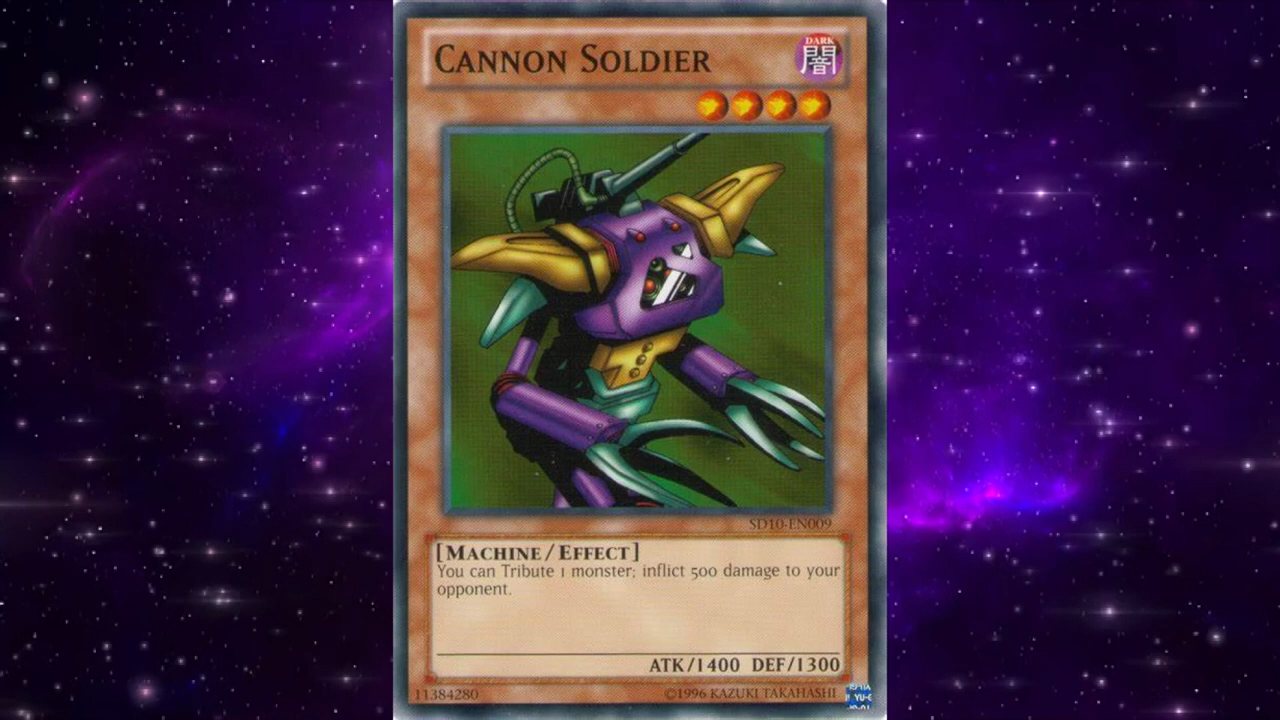 CANNON SOLDIER
DARK
闇
SD10-EN009
[MACHINE/EFFECT]
You can Tribute 1 monster; inflict 500 damage to your
opponent.
ATK/1400 DEF/1300
11384280
©1996 KAZUKI TAKAHASHI